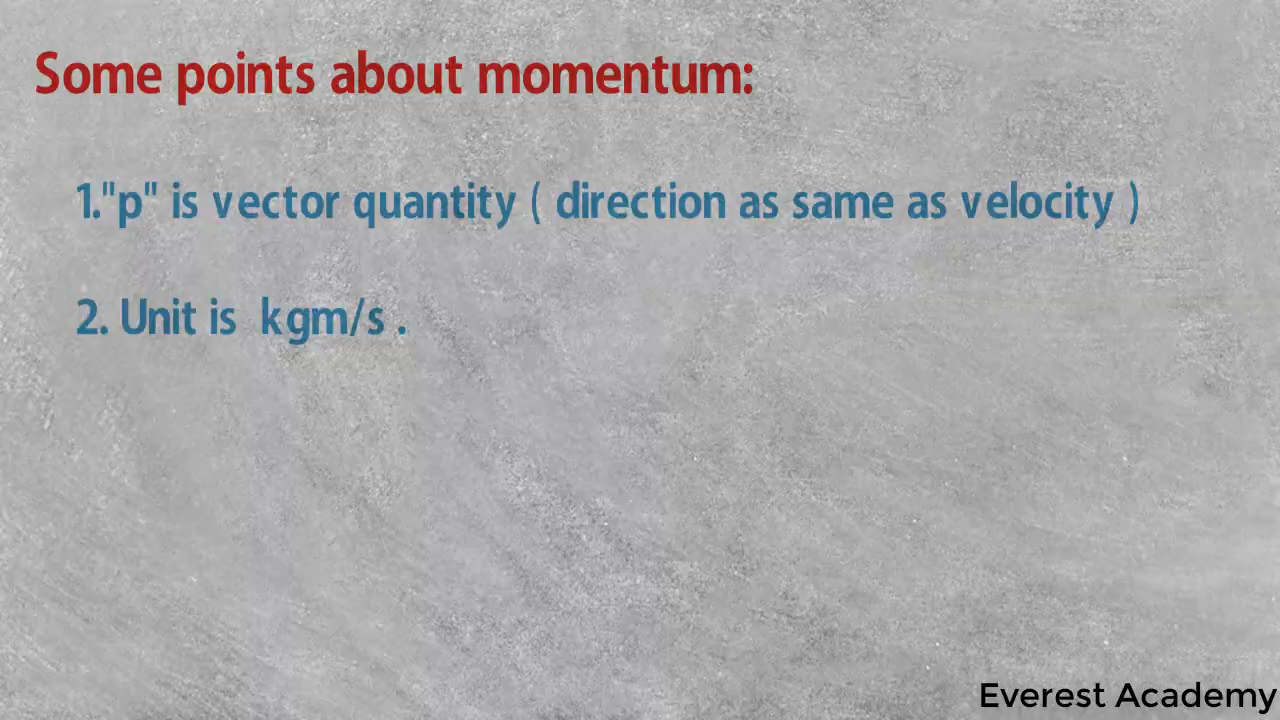 Some points about momentum:
1."p" is vector quantity ( direction as same as velocity )
2. Unit is kgm/s .
Everest Academy